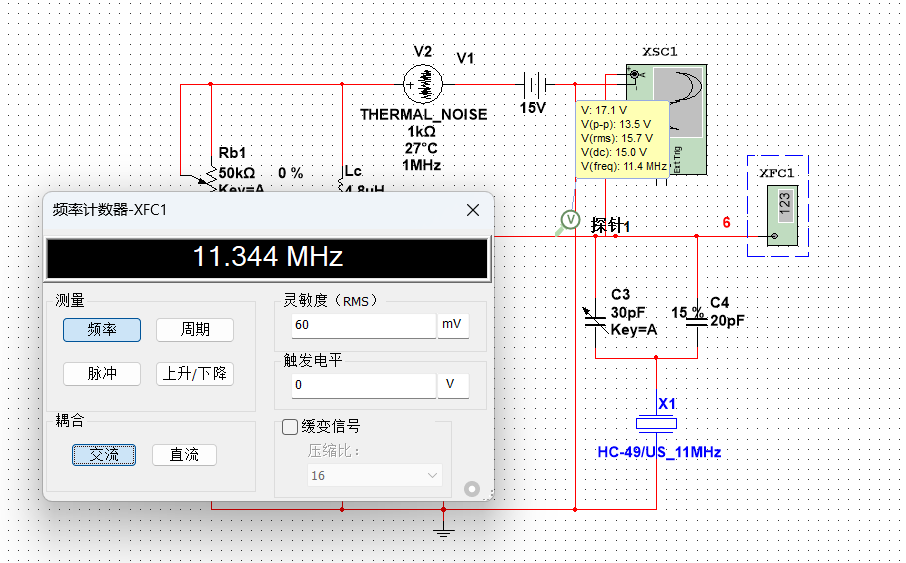 XSC1
V2
V1
THERMAL_NOISE
1kΩ
27°C
1MHz
15V
V: 17.1 V
V(p-p): 13.5 V
V(rms): 15.7 V
V(dc): 15.0 V
V(freq): 11.4 MHz
Ext Trig
Rb1
50kΩ
Key=A
0 %
Lc
4.8uH
XFC1
123
V
探针1
6
频率计数器-XFC1
11.344 MHz
测量
频率
周期
脉冲
上升/下降
耦合
交流
直流
灵敏度（RMS）
60
mV
触发电平
0
V
缓变信号
压缩比：
16
C3
30pF
Key=A
15 %
C4
20pF
X1
HC-49/US_11MHz